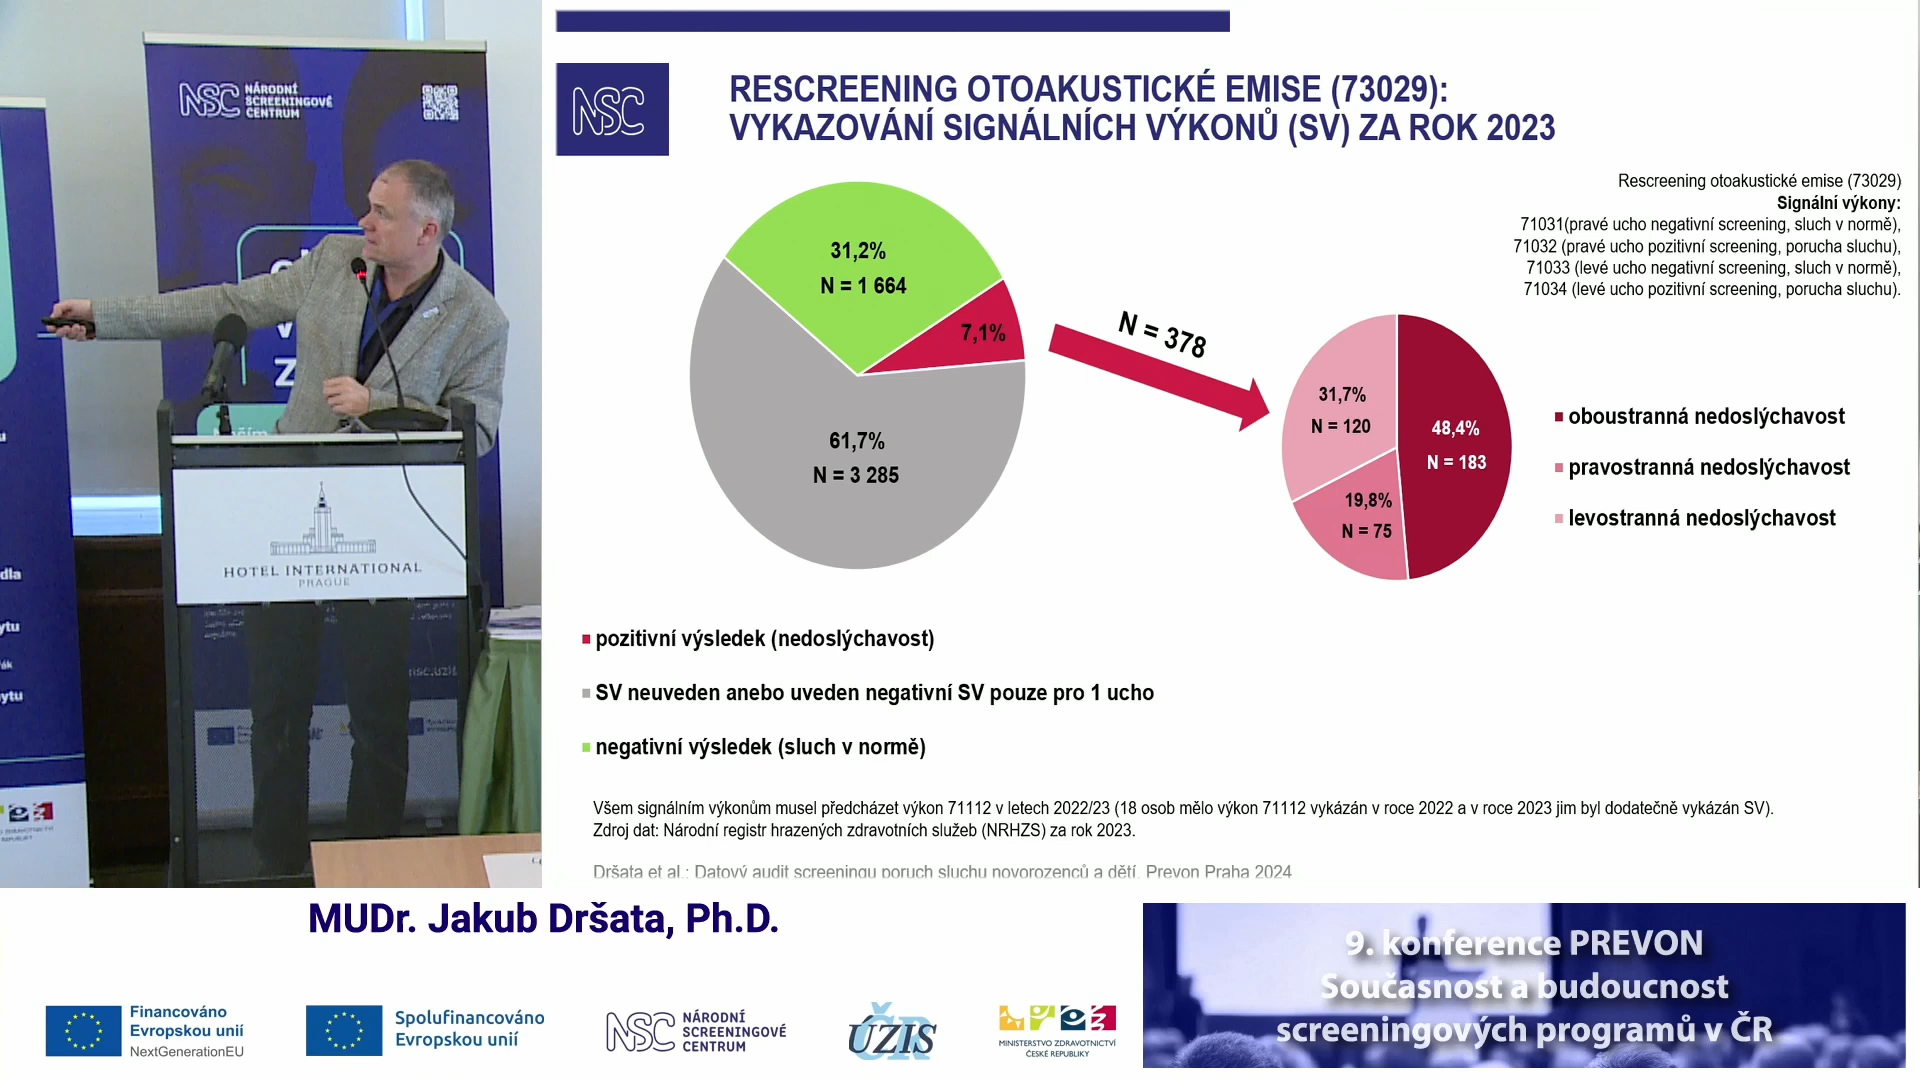 NSC NÁRODNÍ
SCREENINGOVÉ
CENTRUM
HOTEL INTERNATIONAL
PRAGUE
nsc.uzis
dla
ytu
ytu
NSC
RESCREENING OTOAKUSTICKÉ EMISE (73029):
VYKAZOVÁNÍ SIGNÁLNÍCH VÝKONŮ (SV) ZA ROK 2023
Rescreening otoakustické emise (73029)
Signální výkony:
71031(pravé ucho negativní screening, sluch v normě),
71032 (pravé ucho pozitivní screening, porucha sluchu),
71033 (levé ucho negativní screening, sluch v normě),
71034 (levé ucho pozitivní screening, porucha sluchu).
31,2%
N = 1 664
7,1%
61,7%
N = 3 285
N = 378
31,7%
N = 120
48,4%
N = 183
19,8%
N = 75
oboustranná nedoslýchavost
pravostranná nedoslýchavost
levostranná nedoslýchavost
pozitivní výsledek (nedoslýchavost)
SV neuveden anebo uveden negativní SV pouze pro 1 ucho
negativní výsledek (sluch v normě)
Všem signálním výkonům musel předcházet výkon 71112 v letech 2022/23 (18 osob mělo výkon 71112 vykázán v roce 2022 a v roce 2023 jim byl dodatečně vykázán SV).
Zdroj dat: Národní registr hrazených zdravotních služeb (NRHZS) za rok 2023.
Dršata et al.: Datový audit screeningu poruch sluchu novorozenců a dětí. Prevon Praha 2024
MUDr. Jakub Dršata, Ph.D.
9. konference PREVON
Současnost a budoucnost
screeningových programů v ČR
Financováno
Evropskou unií
NextGenerationEU
Spolufinancováno
Evropskou unií
NSC NÁRODNÍ
SCREENINGOVÉ
CENTRUM
ÚZIS
ČR
MINISTERSTVO ZDRAVOTNICTVÍ
ČESKÉ REPUBLIKY